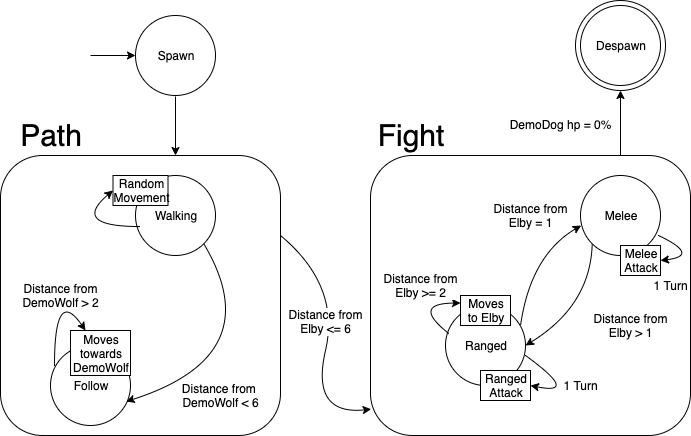 Spawn
Despawn
DemoDog hp = 0%
Path
Fight
Random
Movement
Walking
Distance from
DemoWolf > 2
Moves
towards
DemoWolf
Follow
Distance from
DemoWolf < 6
Distance from
Elby <= 6
Distance from
Elby = 1
Melee
Melee
Attack
1 Turn
Distance from
Elby >= 2
Moves
to Elby
Ranged
Distance from
Elby > 1
Ranged
Attack
1 Turn